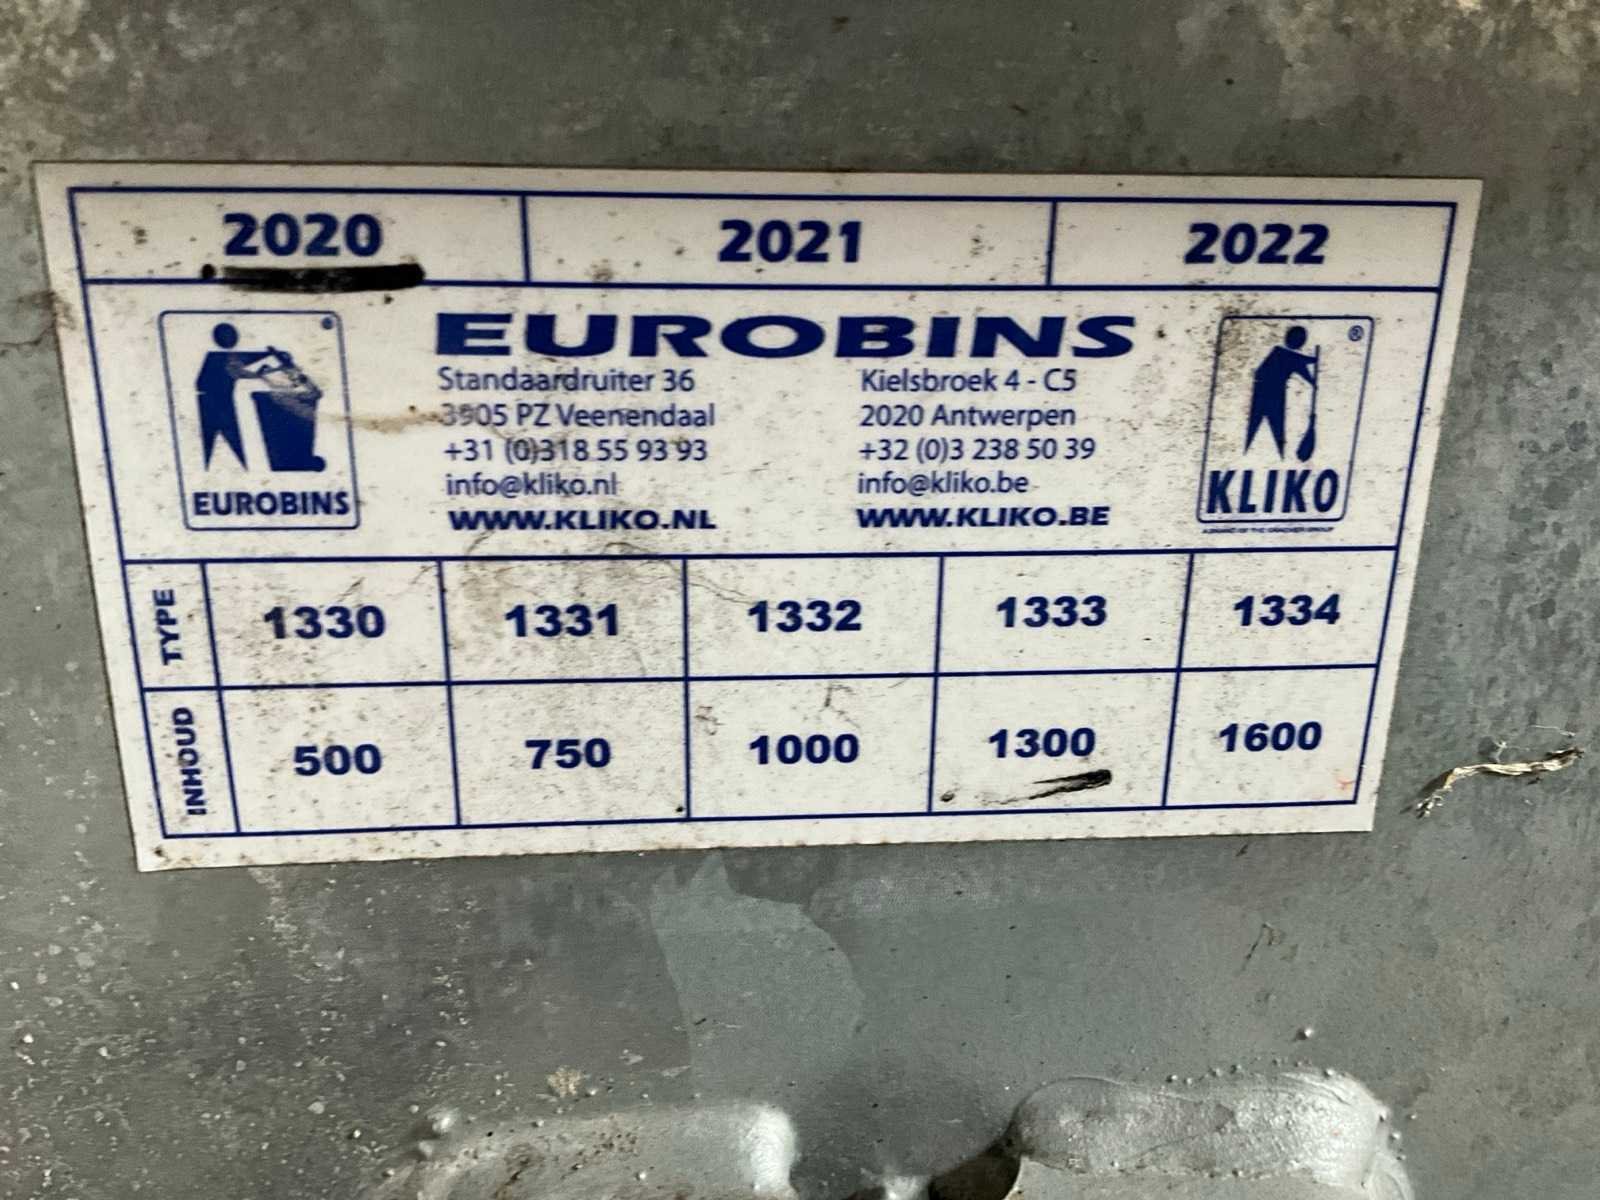 2020 2021 2022
EUROBINS
Standaardruiter 36
3905 PZ Veenendaal
+31 (0)318 55 93 93
info@kliko.nl
WWW.KLIKO.NL
Kielsbroek 4 - C5
2020 Antwerpen
+32 (0)3 238 50 39
info@kliko.be
WWW.KLIKO.BE
EUROBINS
®
KLIKO
TYPE 1330 1331 1332 1333 1334
INHOUD 500 750 1000 1300 1600